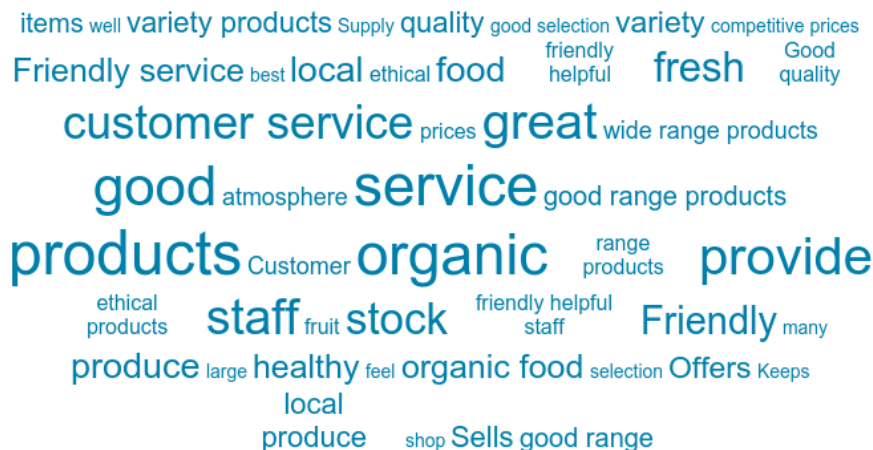 items well variety products Supply quality good selection variety competitive prices
Friendly service best local ethical food friendly helpful fresh Good quality
customer service prices great wide range products
good atmosphere service good range products
products Customer organic range products provide
ethical products staff fruit stock friendly helpful staff Friendly many
produce large healthy feel organic food selection Offers Keeps
local produce shop Sells good range